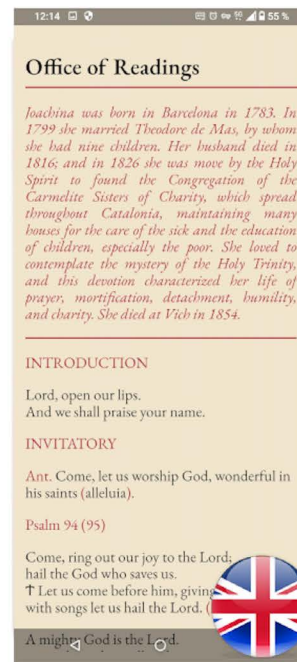 12:14
55 %
Office of Readings
Joachina was born in Barcelona in 1783. In
1799 she married Theodore de Mas, by whom
she had nine children. Her husband died in
1816; and in 1826 she was move by the Holy
Spirit to found the Congregation of the
Carmelite Sisters of Charity, which spread
throughout Catalonia, maintaining many
houses for the care of the sick and the education
of children, especially the poor. She loved to
contemplate the mystery of the Holy Trinity,
and this devotion characterized her life of
prayer, mortification, detachment, humility,
and charity. She died at Vich in 1854.
INTRODUCTION
Lord, open our lips.
And we shall praise your name.
INVITATORY
Ant. Come, let us worship God, wonderful in
his saints (alleluia).
Psalm 94 (95)
Come, ring out our joy to the Lord;
hail the God who saves us.
† Let us come before him, giving
with songs let us hail the Lord. (
A mighty God is the Lord.